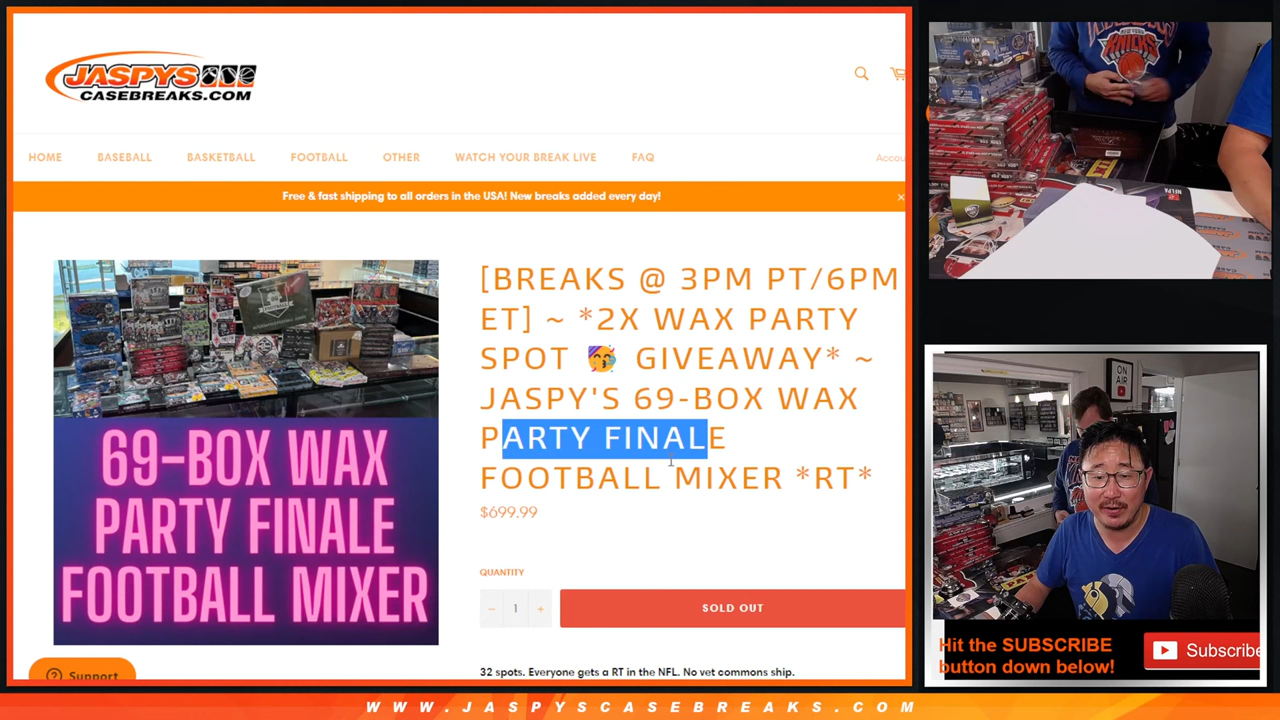 JASPYS
CASEBREAKS.COM
HOME BASEBALL BASKETBALL FOOTBALL OTHER WATCH YOUR BREAK LIVE FAQ Accou
Free & fast shipping to all orders in the USA! New breaks added every day!
[BREAKS @ 3PM PT/6PM
ET] ~ *2X WAX PARTY
SPOT 🥳 GIVEAWAY* ~
JASPY'S 69-BOX WAX
PARTY FINALE
FOOTBALL MIXER *RT*
$699.99
69-BOX WAX
PARTY FINALE
FOOTBALL MIXER
QUANTITY
− 1 +
SOLD OUT
Support
32 spots. Everyone gets a RT in the NFL. No vet commons ship.
NEW YORK
KNICKS
ON
AIR
Hit the SUBSCRIBE
button down below!
Subscribe
WWW.JASPYSCASEBREAKS.COM